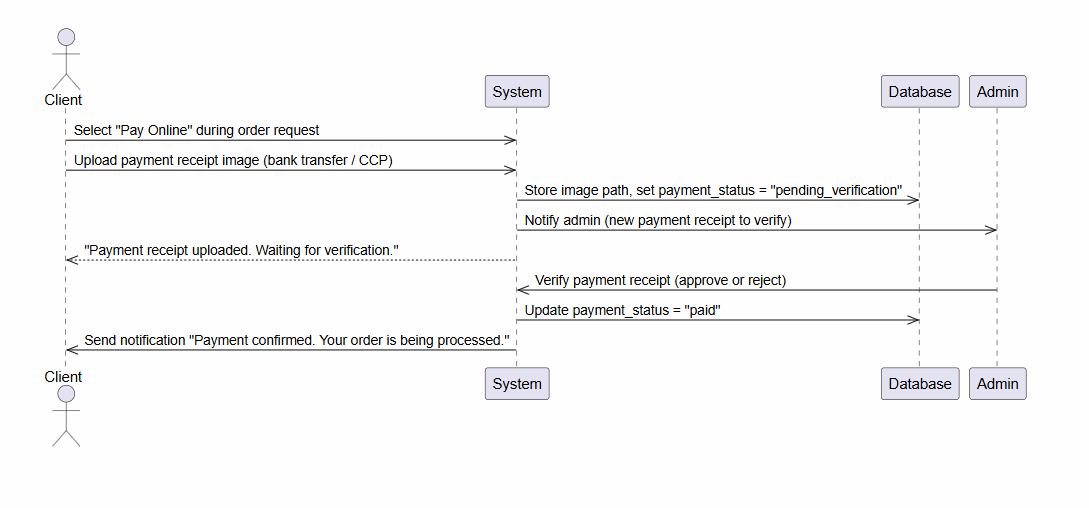 Client
System
Database
Admin
Select "Pay Online" during order request
Upload payment receipt image (bank transfer / CCP)
Store image path, set payment_status = "pending_verification"
Notify admin (new payment receipt to verify)
"Payment receipt uploaded. Waiting for verification."
Verify payment receipt (approve or reject)
Update payment_status = "paid"
Send notification "Payment confirmed. Your order is being processed."
Client
System
Database
Admin